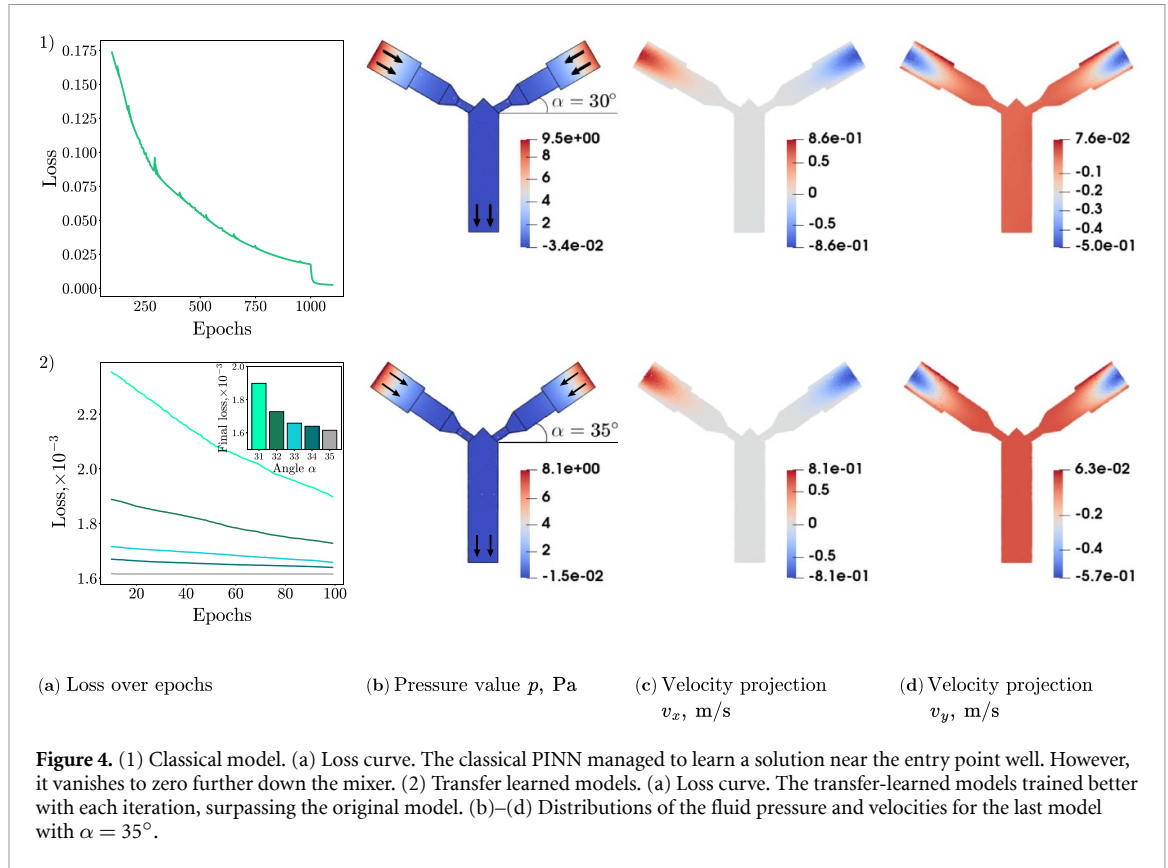 1)
0.175
0.150
0.125
0.100
0.075
0.050
0.025
0.000
Loss
250 500 750 1000
Epochs
α = 30°
9.5e+00
8
6
4
2
-3.4e-02
8.6e-01
0.5
0
-0.5
-8.6e-01
7.6e-02
-0.1
-0.2
-0.3
-0.4
-5.0e-01
2)
2.2
2.0
1.8
1.6
Loss,×10⁻³
20 40 60 80 100
Epochs
2.0
1.8
1.6
Final loss,×10⁻³
31 32 33 34 35
Angle α
α = 35°
8.1e+00
6
4
2
-1.5e-02
8.1e-01
0.5
0
-0.5
-8.1e-01
6.3e-02
-0.2
-0.4
-5.7e-01
(a) Loss over epochs
(b) Pressure value p, Pa
(c) Velocity projection
vₓ, m/s
(d) Velocity projection
v_y, m/s
Figure 4. (1) Classical model. (a) Loss curve. The classical PINN managed to learn a solution near the entry point well. However,
it vanishes to zero further down the mixer. (2) Transfer learned models. (a) Loss curve. The transfer-learned models trained better
with each iteration, surpassing the original model. (b)–(d) Distributions of the fluid pressure and velocities for the last model
with α = 35°.